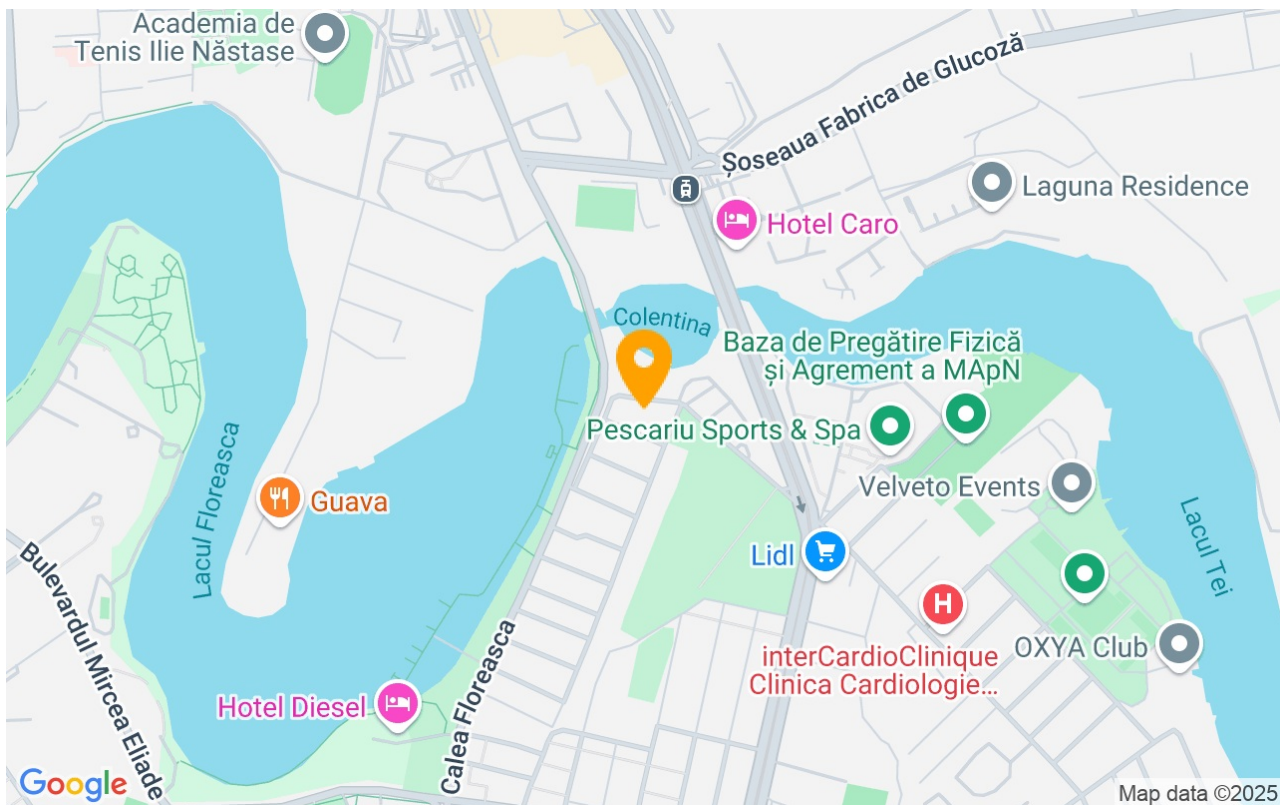 Academia de
Tenis Ilie Năstase
Șoseaua Fabrica de Glucoză
Laguna Residence
Hotel Caro
Colentina
Baza de Pregătire Fizică
și Agrement a MApN
Pescariu Sports & Spa
Velveto Events
Guava
Lacul Floreasca
Lacul Tei
Lidl
Bulevardul Mircea Eliade
H
interCardioClinique
Clinica Cardiologie...
OXYA Club
Hotel Diesel
Calea Floreasca
Google
Map data ©2025